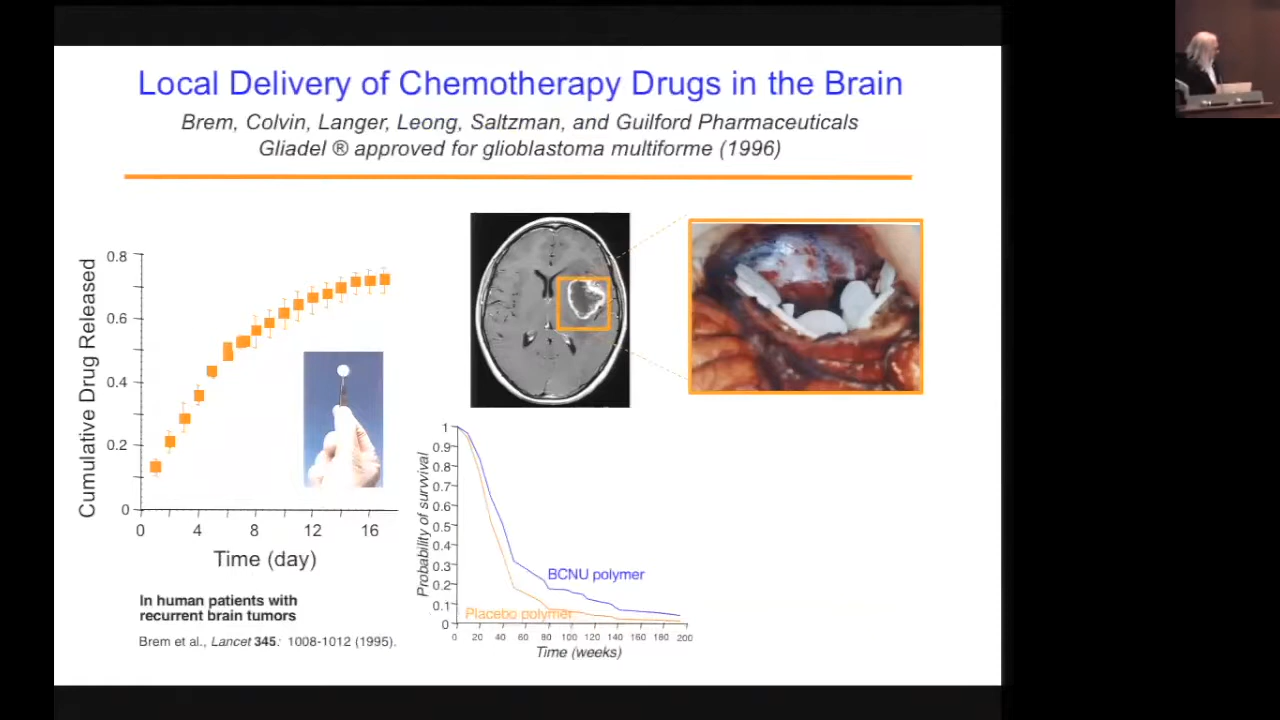 Local Delivery of Chemotherapy Drugs in the Brain
Brem, Colvin, Langer, Leong, Saltzman, and Guilford Pharmaceuticals
Gliadel ® approved for glioblastoma multiforme (1996)
Cumulative Drug Released
0.8
0.6
0.4
0.2
0
0 4 8 12 16
Time (day)
In human patients with
recurrent brain tumors
Brem et al., Lancet 345: 1008-1012 (1995).
Probability of survival
1
0.9
0.8
0.7
0.6
0.5
0.4
0.3
0.2
0.1
0
BCNU polymer
Placebo polymer
0 20 40 60 80 100 120 140 160 180 200
Time (weeks)